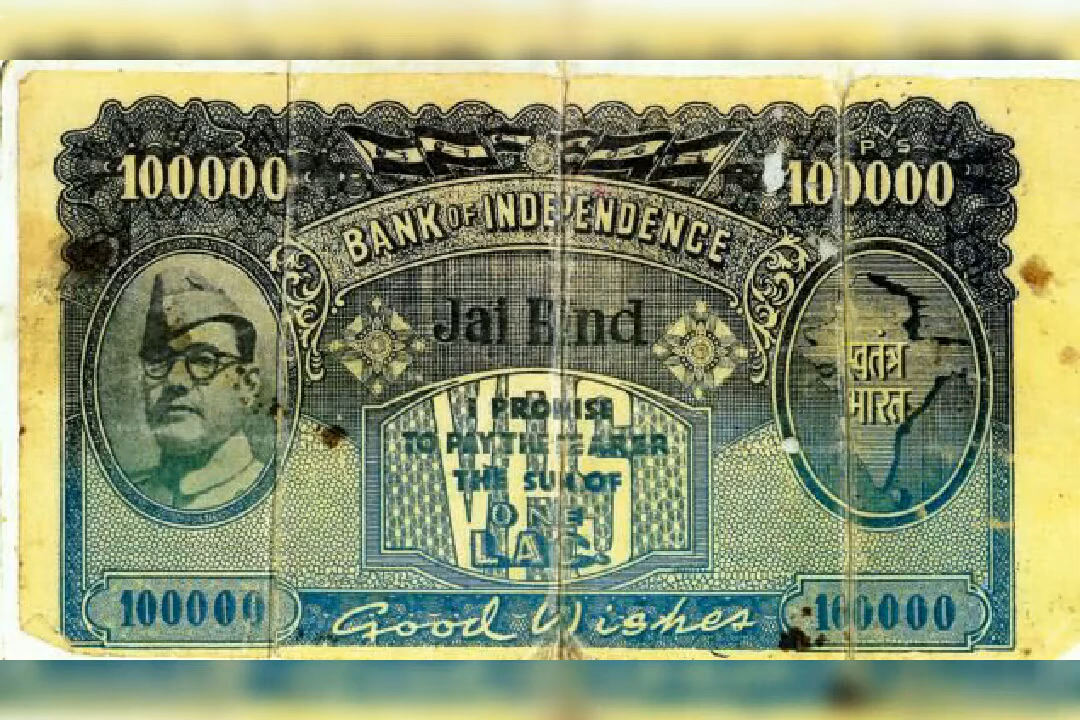 P S
100000
100000
BANK OF INDEPENDENCE
Jai Hind
स्वतंत्र
भारत
I PROMISE
TO PAY THE BEARER
THE SUM OF
ONE
LAC
100000
Good Wishes
100000